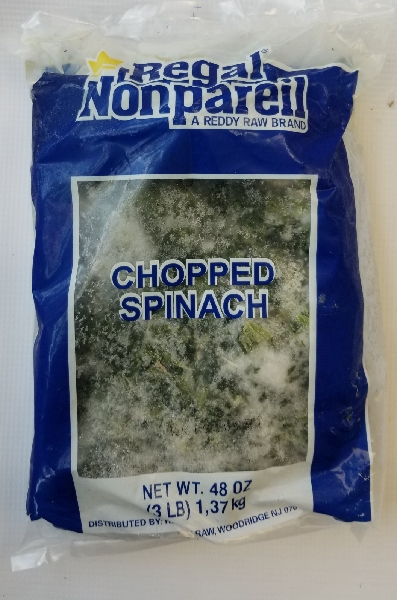 Regal®
Nonpareil
A REDDY RAW BRAND
CHOPPED
SPINACH
NET WT. 48 OZ
(3 LB) 1,37 kg
DISTRIBUTED BY: RAW, WOODRIDGE NJ